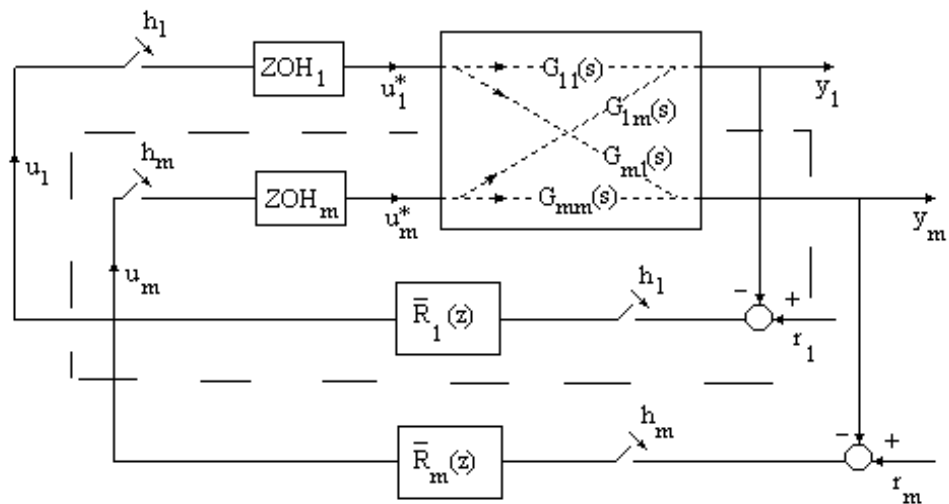 h₁
ZOH₁
u₁*
G₁₁(s)
y₁
G₁ₘ(s)
hₘ
u₁
Gₘ₁(s)
ZOHₘ
uₘ*
Gₘₘ(s)
yₘ
uₘ
h₁
R̅₁(z)
- +
r₁
hₘ
R̅ₘ(z)
- +
rₘ